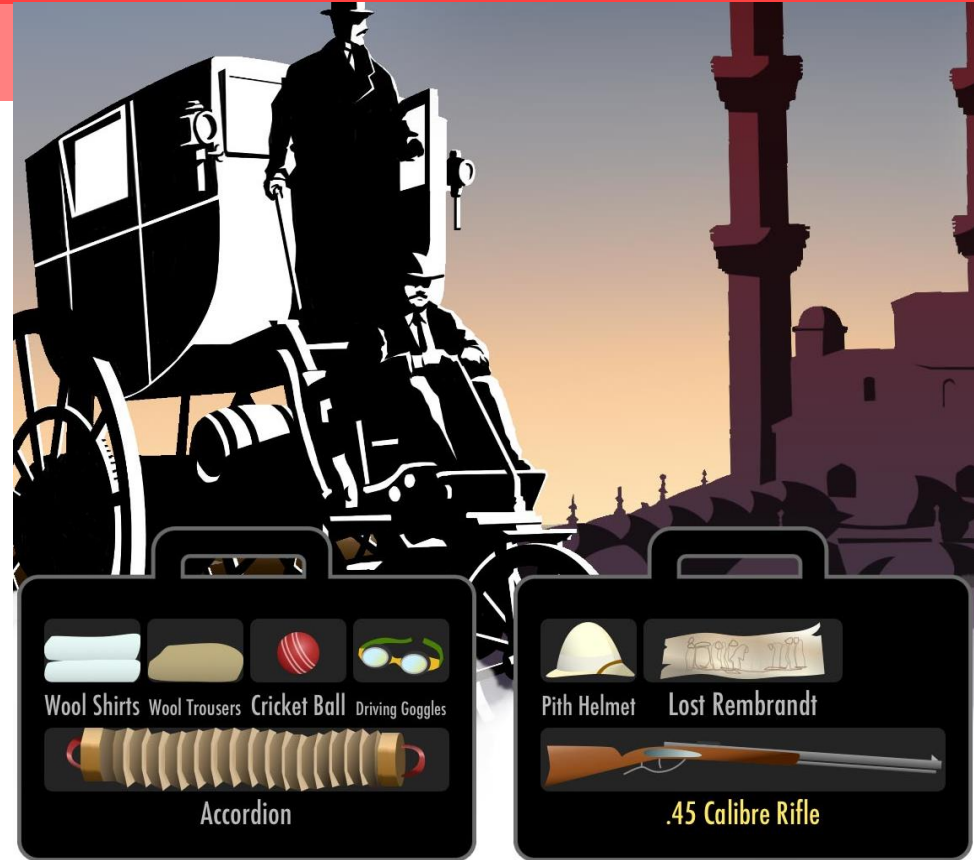 Wool Shirts Wool Trousers Cricket Ball Driving Goggles
Accordion
Pith Helmet Lost Rembrandt
.45 Calibre Rifle